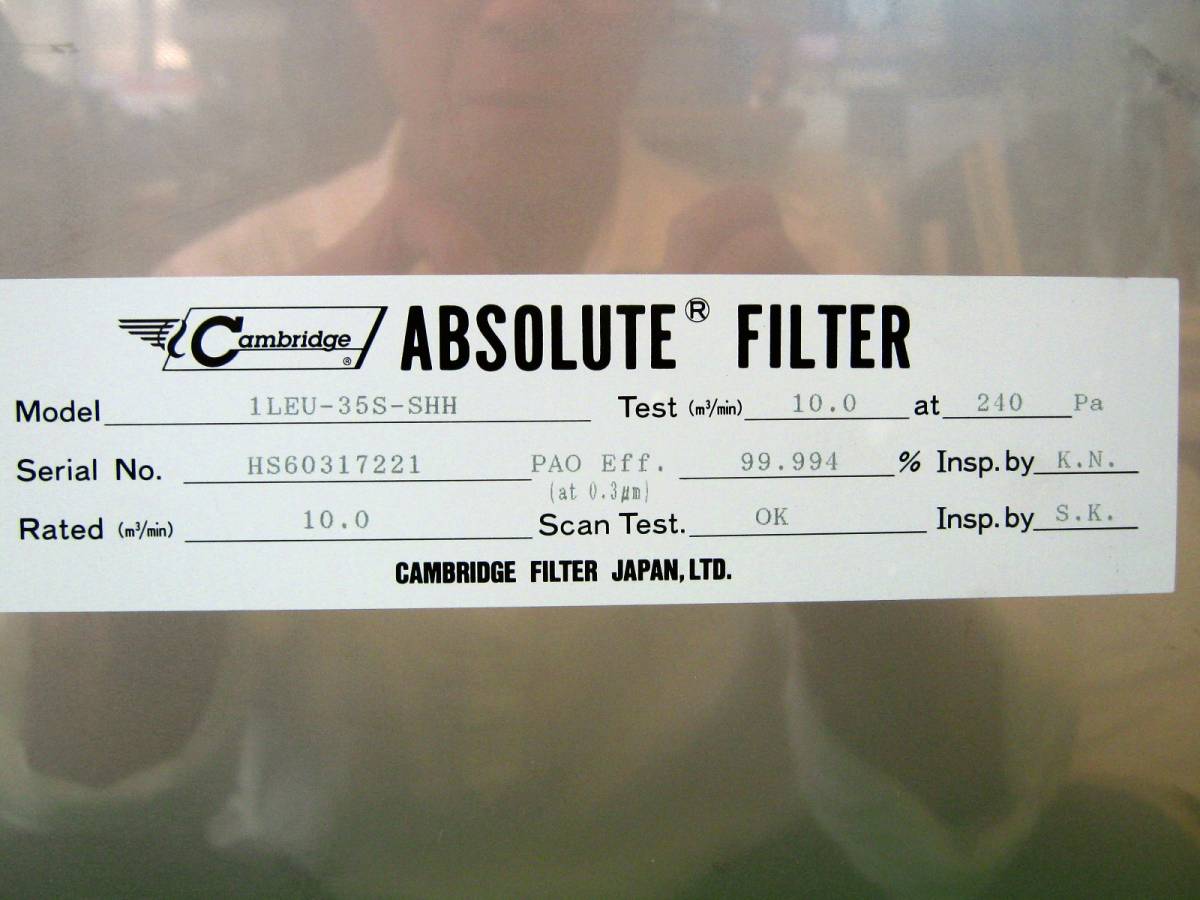 Cambridge® ABSOLUTE® FILTER
Model 1LEU-35S-SHH Test (m³/min) 10.0 at 240 Pa
Serial No. HS60317221 PAO Eff. 99.994 % Insp.by K.N.
(at 0.3μm)
Rated (m³/min) 10.0 Scan Test. OK Insp.by S.K.
CAMBRIDGE FILTER JAPAN,LTD.